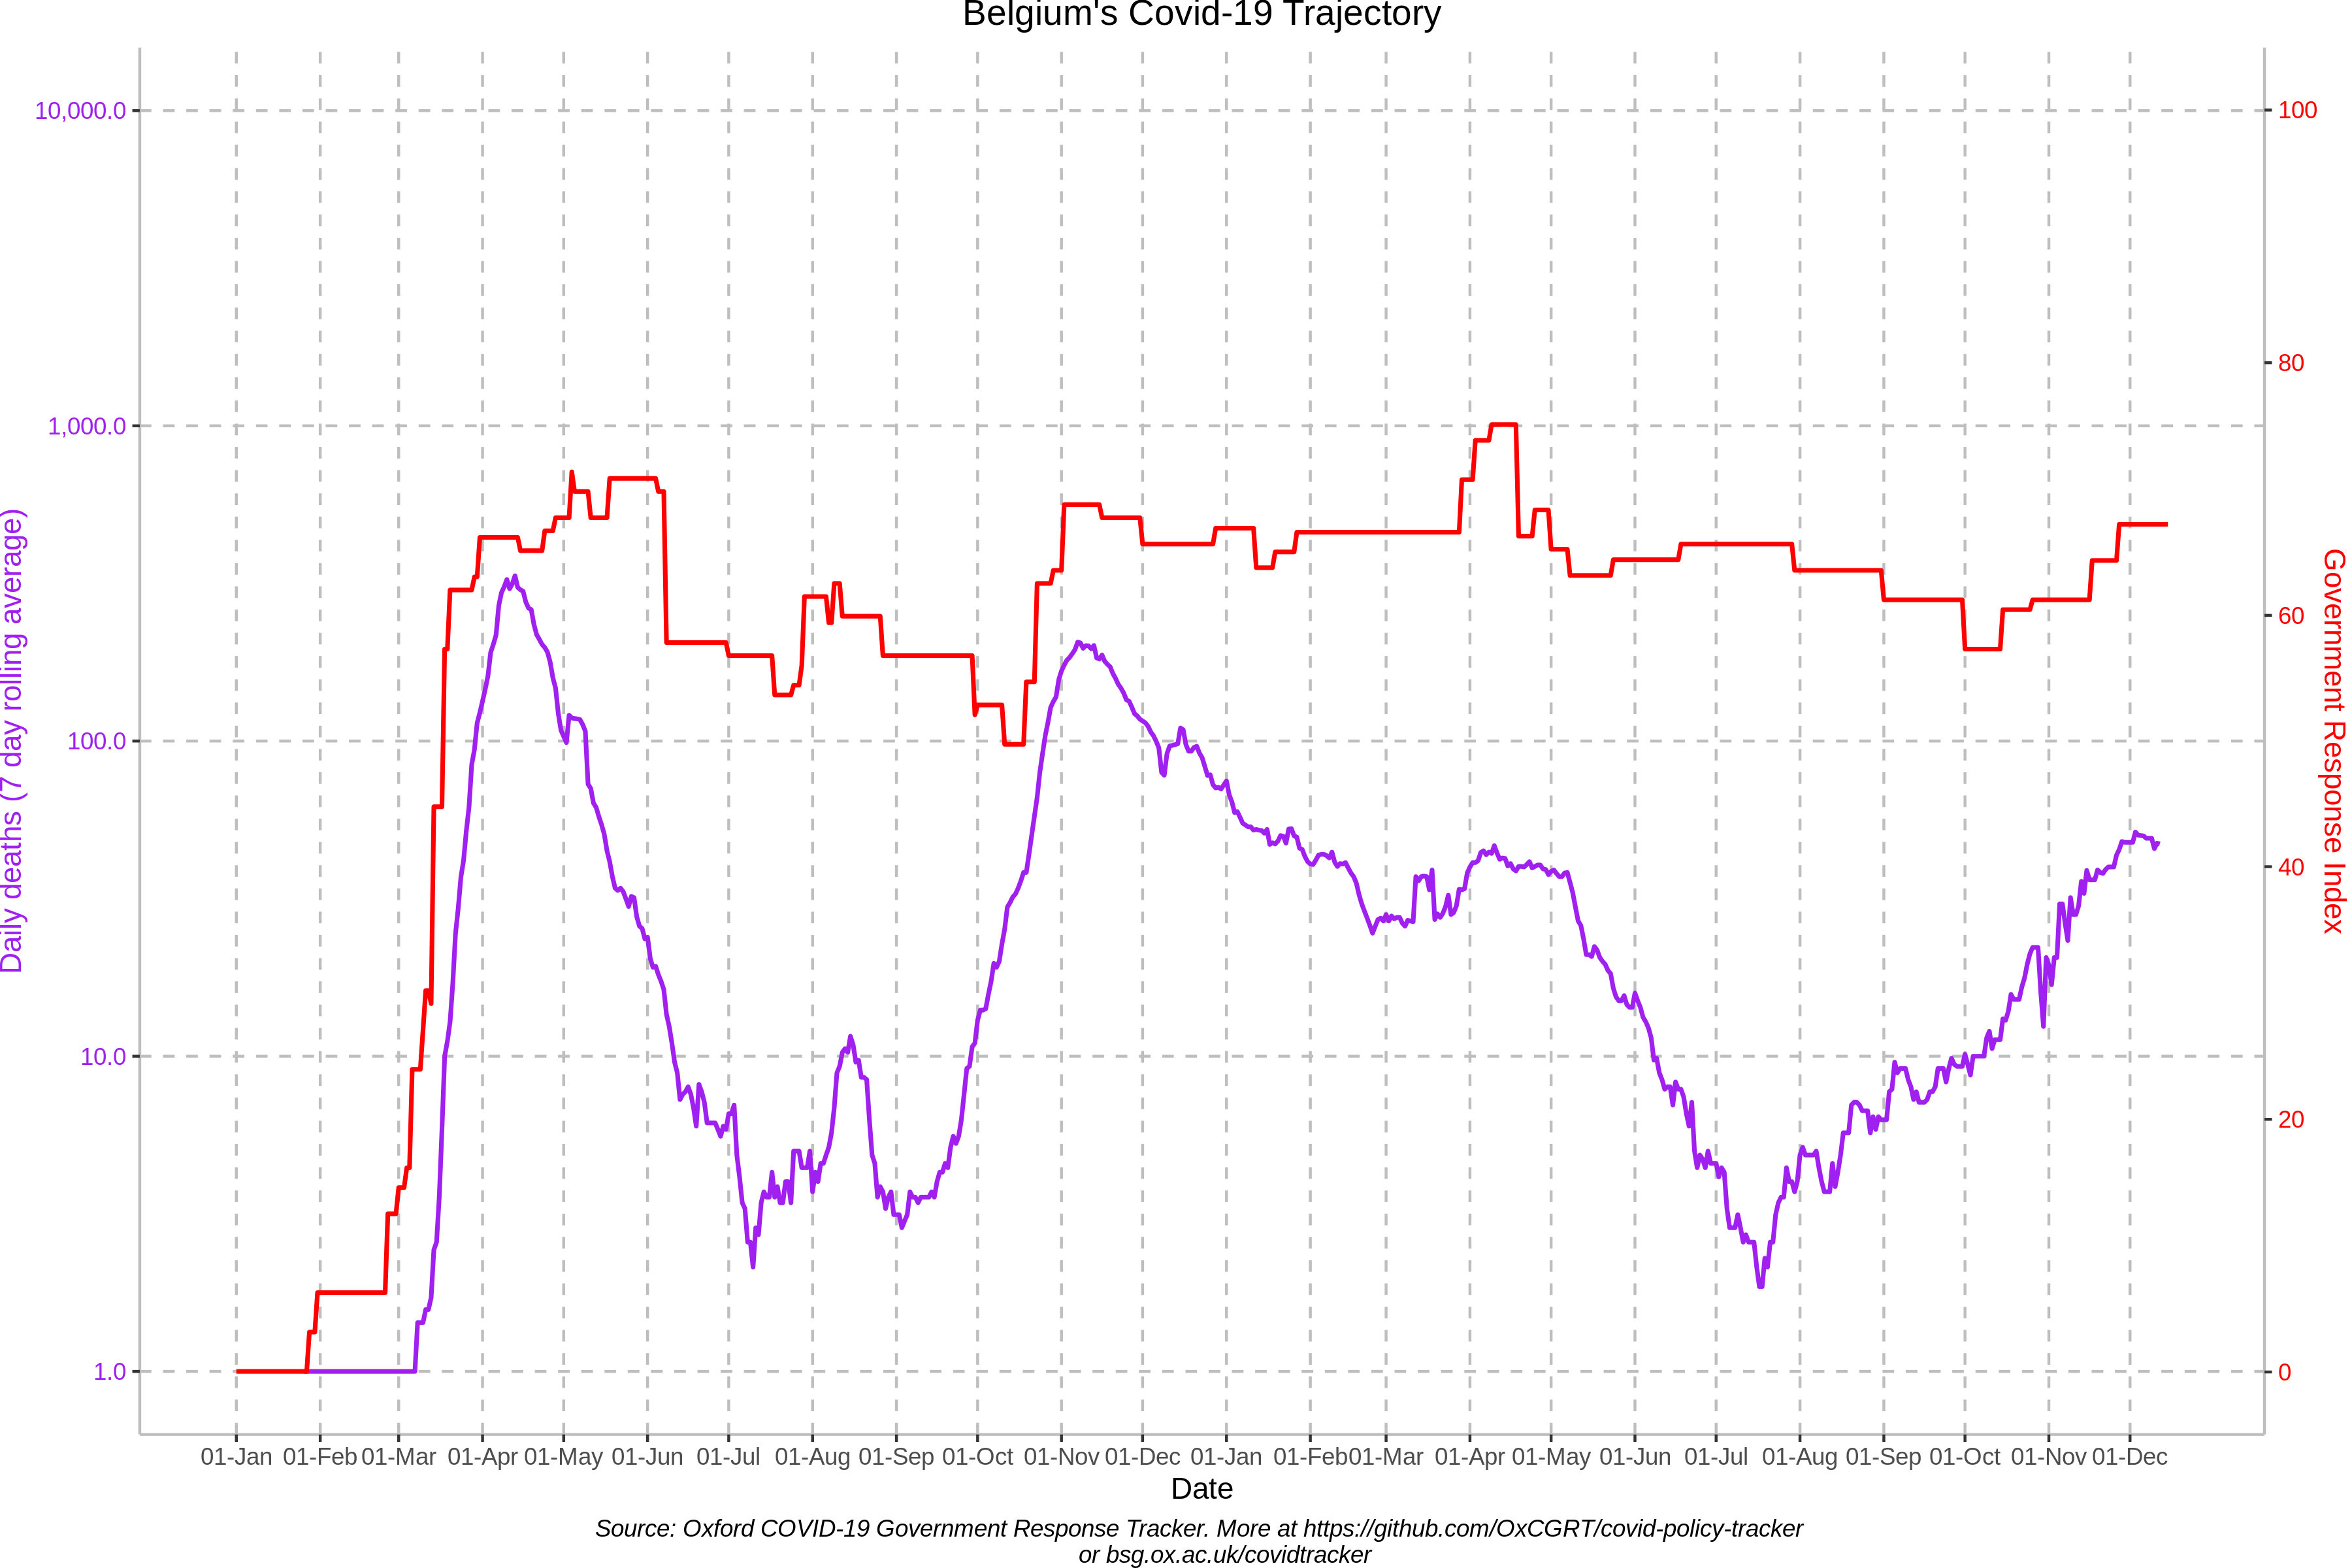 Belgium's Covid-19 Trajectory
10,000.0
1,000.0
100.0
10.0
1.0
Daily deaths (7 day rolling average)
100
80
60
40
20
0
Government Response Index
01-Jan 01-Feb 01-Mar 01-Apr 01-May 01-Jun 01-Jul 01-Aug 01-Sep 01-Oct 01-Nov 01-Dec 01-Jan 01-Feb 01-Mar 01-Apr 01-May 01-Jun 01-Jul 01-Aug 01-Sep 01-Oct 01-Nov 01-Dec
Date
Source: Oxford COVID-19 Government Response Tracker. More at https://github.com/OxCGRT/covid-policy-tracker
or bsg.ox.ac.uk/covidtracker